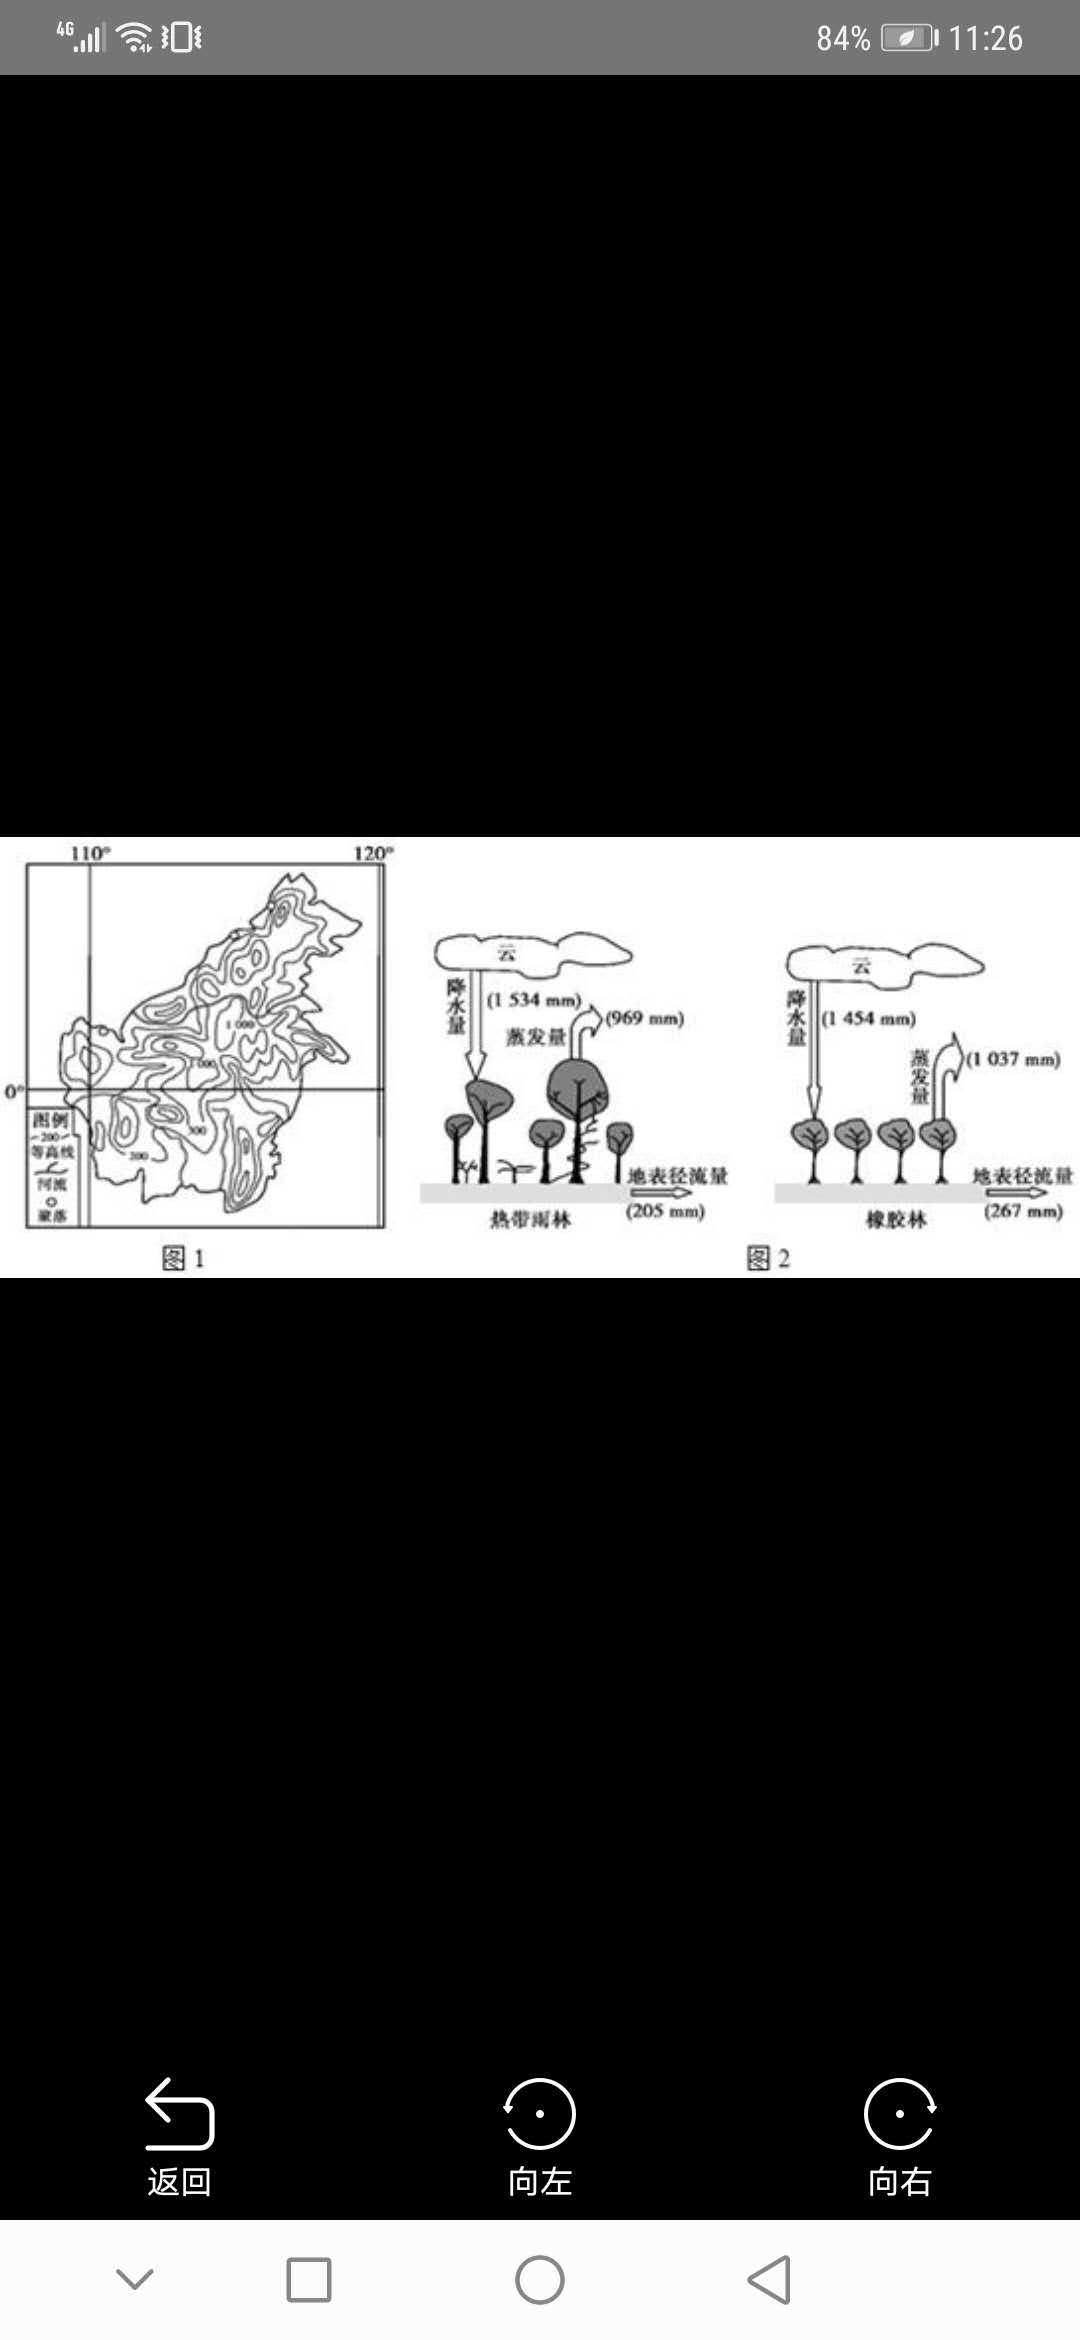 4G 84% 11:26
110° 120°
0°
1 000
1 000
300
200
图例
200
等高线
河流
聚落
图 1
云
降水量
(1 534 mm)
蒸发量
(969 mm)
地表径流量
(205 mm)
热带雨林
云
降水量
(1 454 mm)
蒸发量
(1 037 mm)
地表径流量
(267 mm)
橡胶林
图 2
返回 向左 向右